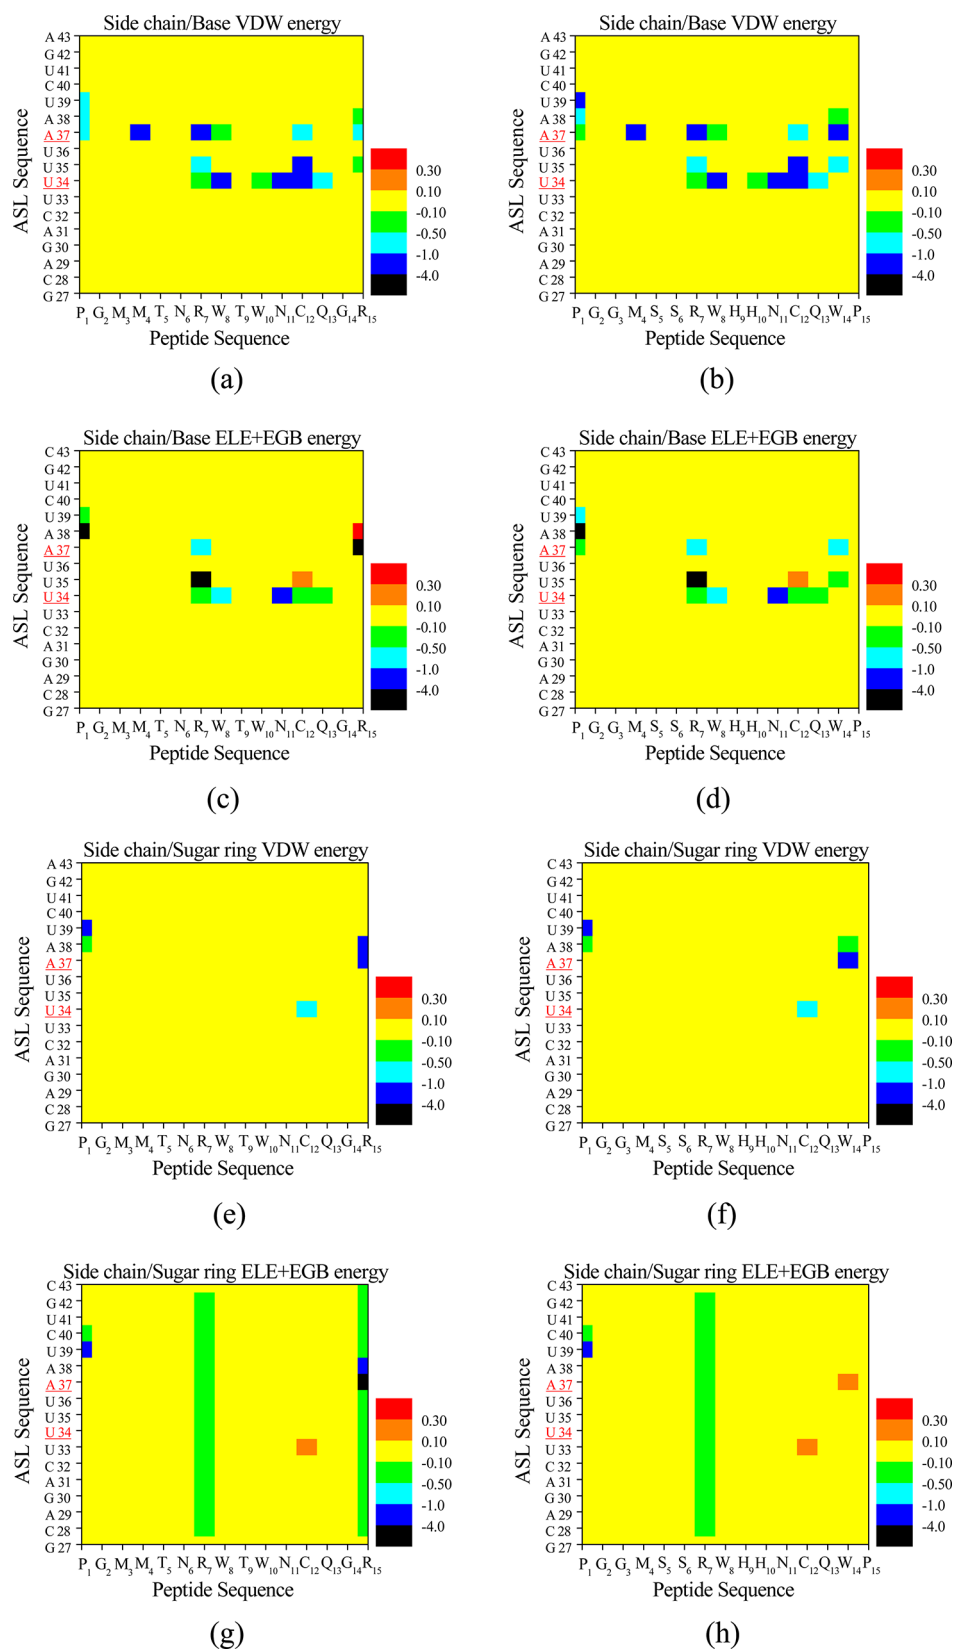 Side chain/Base VDW energy
A 43
G 42
U 41
C 40
U 39
A 38
A 37
U 36
U 35
U 34
U 33
C 32
A 31
G 30
A 29
C 28
G 27
ASL Sequence
0.30
0.10
-0.10
-0.50
-1.0
-4.0
P1 G2 M3 M4 T5 N6 R7 W8 T9 W10 N11 C12 Q13 G14 R15
Peptide Sequence
(a)
Side chain/Base VDW energy
A 43
G 42
U 41
C 40
U 39
A 38
A 37
U 36
U 35
U 34
U 33
C 32
A 31
G 30
A 29
C 28
G 27
ASL Sequence
0.30
0.10
-0.10
-0.50
-1.0
-4.0
P1 G2 G3 M4 S5 S6 R7 W8 H9 H10 N11 C12 Q13 W14 P15
Peptide Sequence
(b)
Side chain/Base ELE+EGB energy
C 43
G 42
U 41
C 40
U 39
A 38
A 37
U 36
U 35
U 34
U 33
C 32
A 31
G 30
A 29
C 28
G 27
ASL Sequence
0.30
0.10
-0.10
-0.50
-1.0
-4.0
P1 G2 M3 M4 T5 N6 R7 W8 T9 W10 N11 C12 Q13 G14 R15
Peptide Sequence
(c)
Side chain/Base ELE+EGB energy
C 43
G 42
U 41
C 40
U 39
A 38
A 37
U 36
U 35
U 34
U 33
C 32
A 31
G 30
A 29
C 28
G 27
ASL Sequence
0.30
0.10
-0.10
-0.50
-1.0
-4.0
P1 G2 G3 M4 S5 S6 R7 W8 H9 H10 N11 C12 Q13 W14 P15
Peptide Sequence
(d)
Side chain/Sugar ring VDW energy
A 43
G 42
U 41
C 40
U 39
A 38
A 37
U 36
U 35
U 34
U 33
C 32
A 31
G 30
A 29
C 28
G 27
ASL Sequence
0.30
0.10
-0.10
-0.50
-1.0
-4.0
P1 G2 M3 M4 T5 N6 R7 W8 T9 W10 N11 C12 Q13 G14 R15
Peptide Sequence
(e)
Side chain/Sugar ring VDW energy
C 43
G 42
U 41
C 40
U 39
A 38
A 37
U 36
U 35
U 34
U 33
C 32
A 31
G 30
A 29
C 28
G 27
ASL Sequence
0.30
0.10
-0.10
-0.50
-1.0
-4.0
P1 G2 G3 M4 S5 S6 R7 W8 H9 H10 N11 C12 Q13 W14 P15
Peptide Sequence
(f)
Side chain/Sugar ring ELE+EGB energy
C 43
G 42
U 41
C 40
U 39
A 38
A 37
U 36
U 35
U 34
U 33
C 32
A 31
G 30
A 29
C 28
G 27
ASL Sequence
0.30
0.10
-0.10
-0.50
-1.0
-4.0
P1 G2 M3 M4 T5 N6 R7 W8 T9 W10 N11 C12 Q13 G14 R15
Peptide Sequence
(g)
Side chain/Sugar ring ELE+EGB energy
C 43
G 42
U 41
C 40
U 39
A 38
A 37
U 36
U 35
U 34
U 33
C 32
A 31
G 30
A 29
C 28
G 27
ASL Sequence
0.30
0.10
-0.10
-0.50
-1.0
-4.0
P1 G2 G3 M4 S5 S6 R7 W8 H9 H10 N11 C12 Q13 W14 P15
Peptide Sequence
(h)